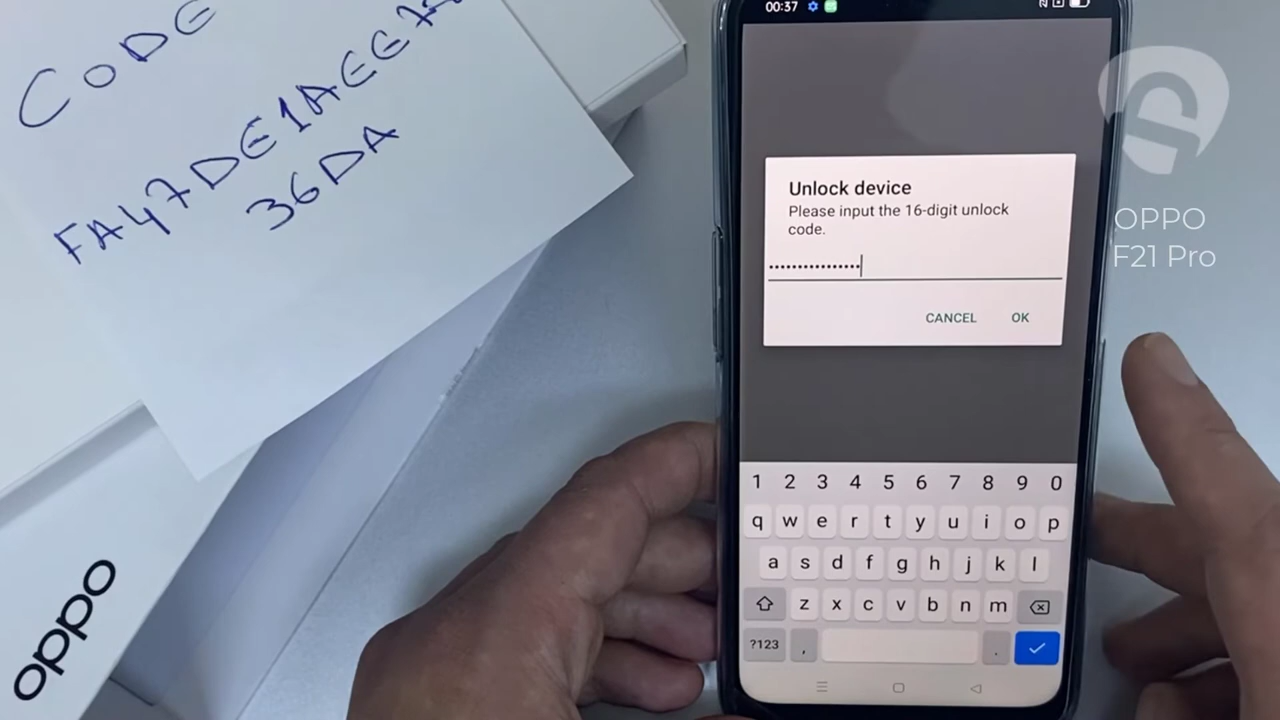 CODE
FA47DE1AEE7
36DA
oppo
00:37
Unlock device
Please input the 16-digit unlock
code.
••••••••••••••••
CANCEL OK
1 2 3 4 5 6 7 8 9 0
q w e r t y u i o p
a s d f g h j k l
z x c v b n m
?123 , .
OPPO
F21 Pro